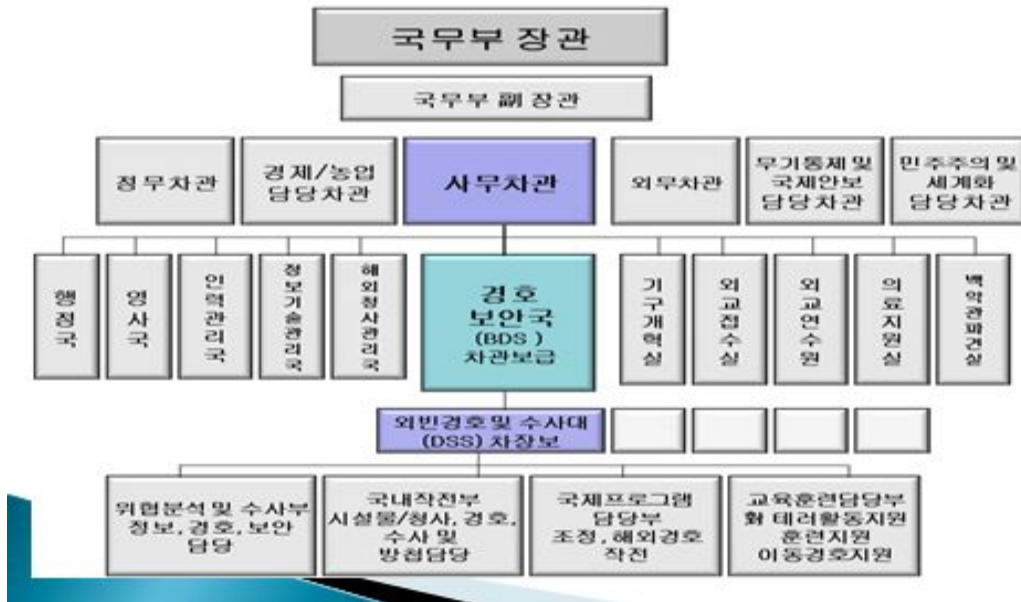 국무부 장관
국무부 副 장관
정무차관
경제/농업
담당차관
사무차관
외무차관
무기통제 및
국제안보
담당차관
민주주의 및
세계화
담당차관
행정국
영사국
인력관리국
정보기술관리국
해외청사관리국
경호
보안국
(BDS )
차관보급
기구개혁실
외교접수실
외교연수원
의료지원실
백악관파견실
외빈경호 및 수사대
(DSS) 차장보
위협분석 및 수사부
정보, 경호, 보안
담당
국내작전부
시설물/청사, 경호,
수사 및
방첩담당
국제프로그램
담당부
조정, 해외경호
작전
교육훈련담당부
對 테러활동지원
훈련지원
이동경호지원